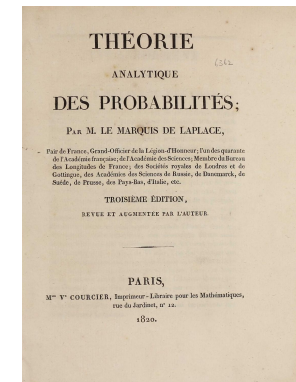 THÉORIE
6362
ANALYTIQUE
DES PROBABILITÉS;
PAR M. LE MARQUIS DE LAPLACE,
Pair de France, Grand-Officier de la Légion-d'Honneur; l'un des quarante
de l'Académie française; de l'Académie des Sciences; Membre du Bureau
des Longitudes de France; des Sociétés royales de Londres et de
Gottingue, des Académies des Sciences de Russie, de Danemarck, de
Suède, de Prusse, des Pays-Bas, d'Italie, etc.
TROISIÈME ÉDITION,
REVUE ET AUGMENTÉE PAR L'AUTEUR.
PARIS,
Mme Ve COURCIER, Imprimeur-Libraire pour les Mathématiques,
rue du Jardinet, n° 12.
1820.